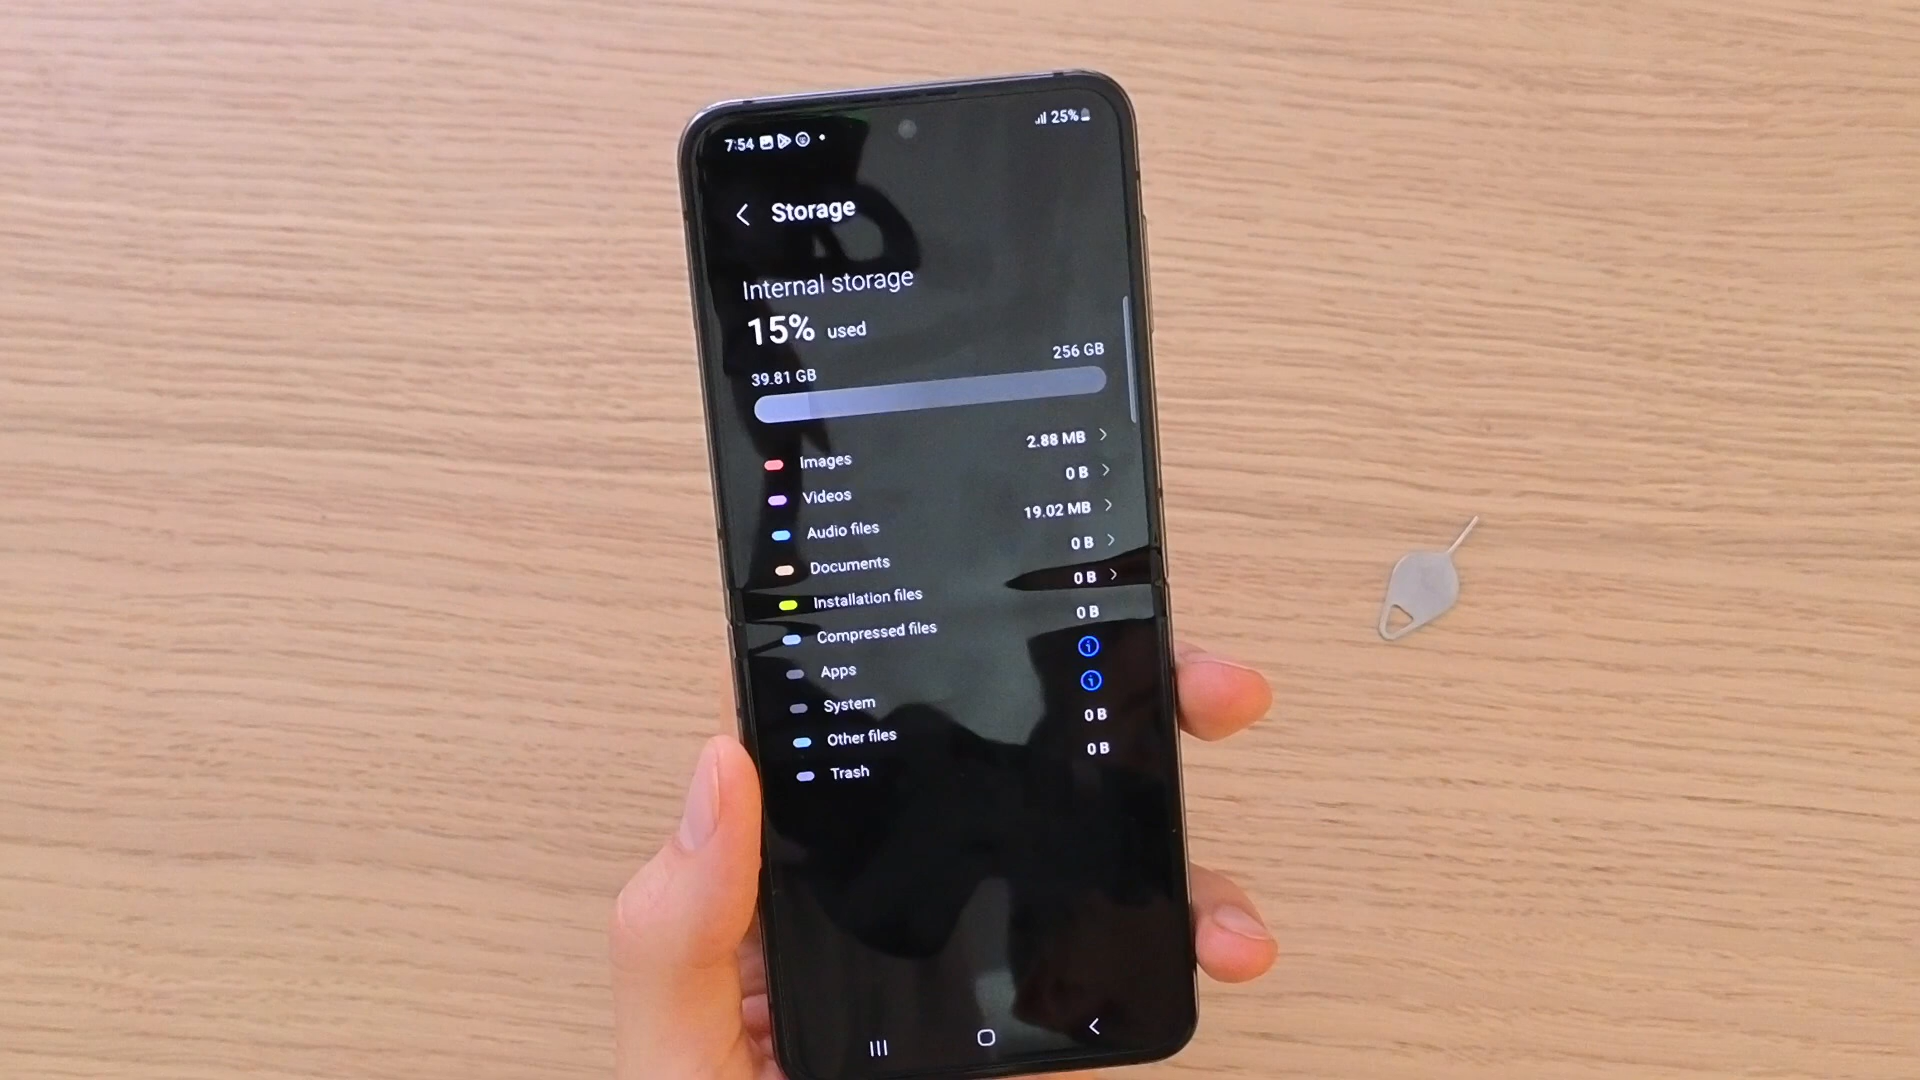 7:54 25%
Storage
Internal storage
15% used
39.81 GB 256 GB
Images 2.88 MB
Videos 0 B
Audio files 19.02 MB
Documents 0 B
Installation files 0 B
Compressed files 0 B
Apps
System
Other files 0 B
Trash 0 B